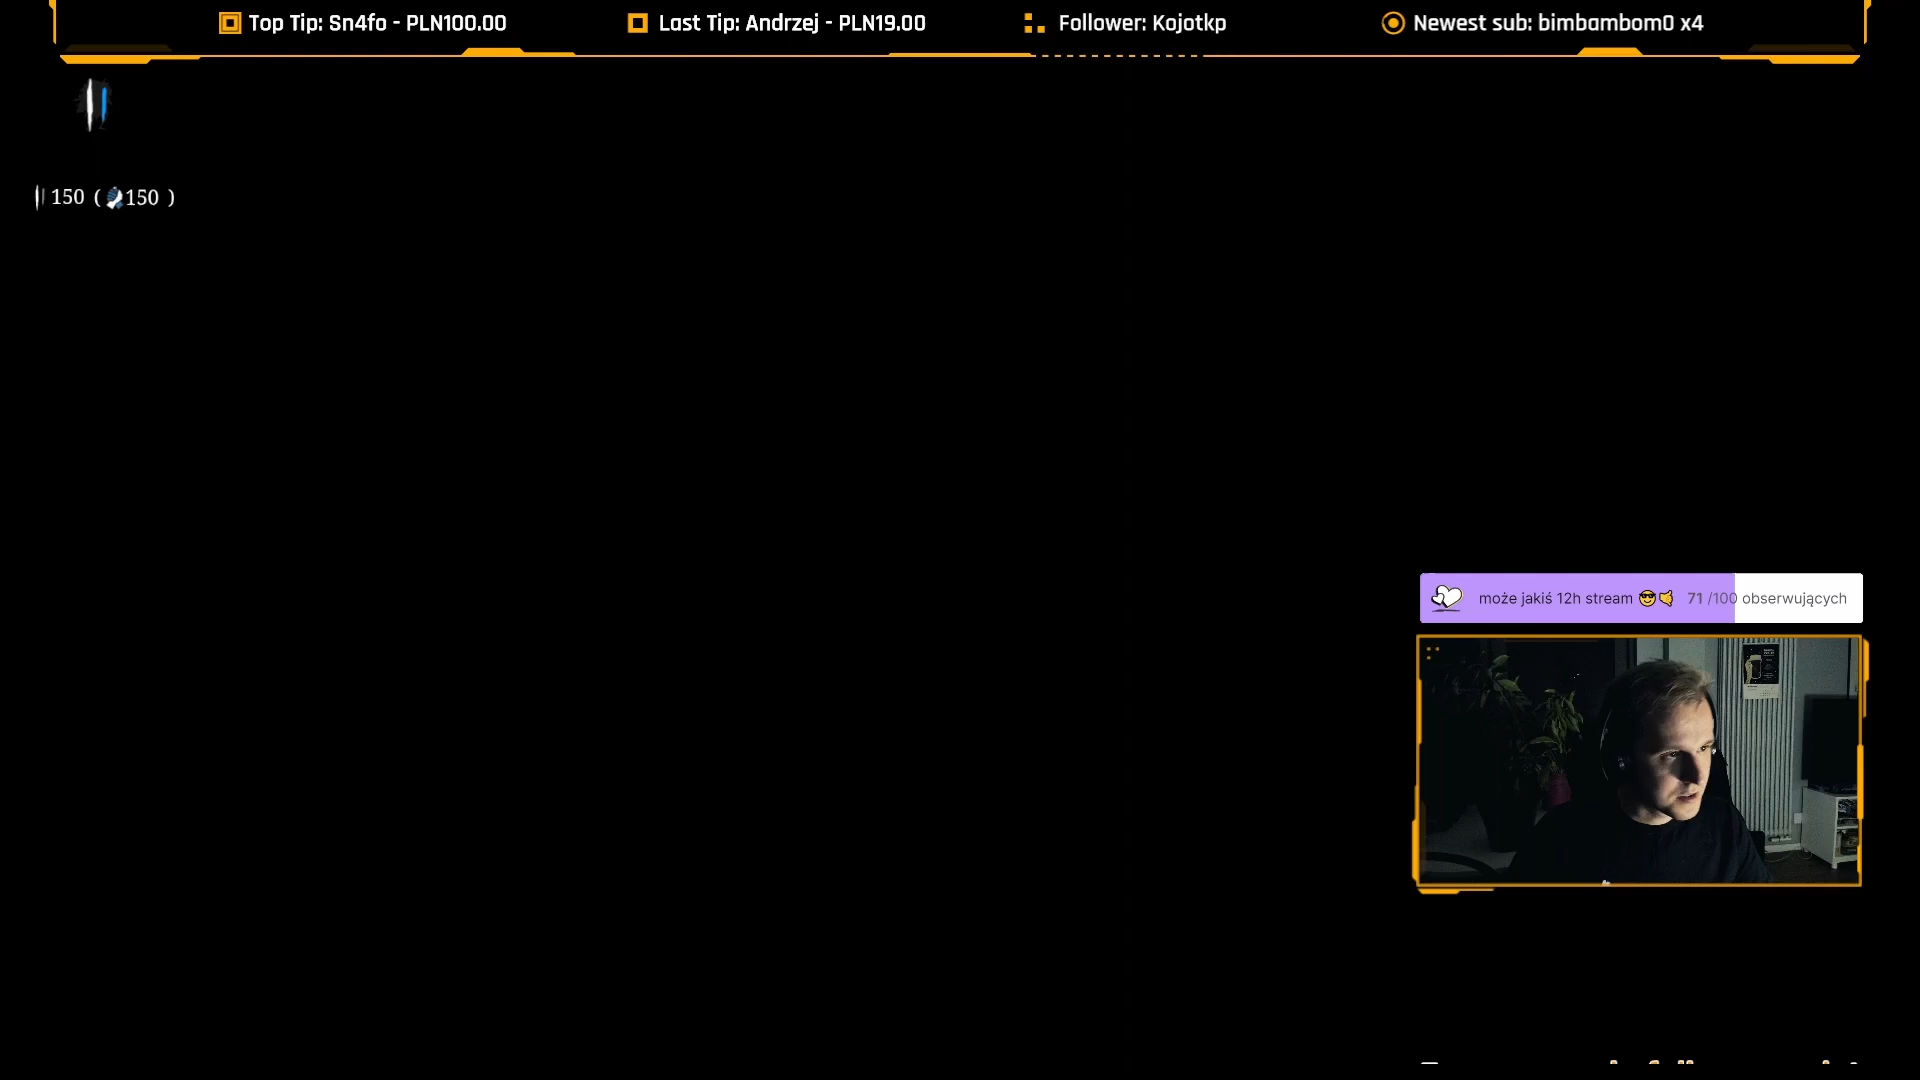 Top Tip: Sn4fo - PLN100.00
Last Tip: Andrzej - PLN19.00
Follower: Kojotkp
Newest sub: bimbambom0 x4
150 ( 150 )
może jakiś 12h stream 😎🤙 71 /100 obserwujących